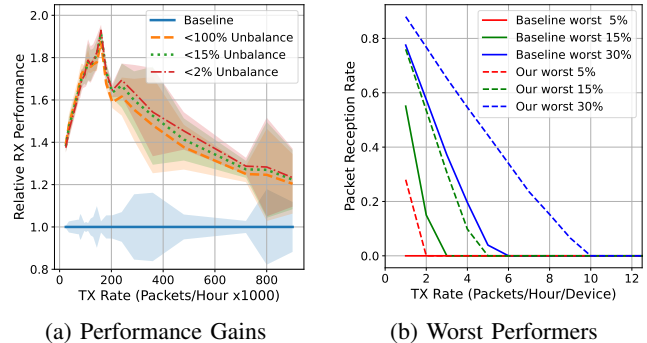 2.0
1.8
1.6
1.4
1.2
1.0
0.8
Relative RX Performance
Baseline
<100% Unbalance
<15% Unbalance
<2% Unbalance
0
200
400
600
800
TX Rate (Packets/Hour x1000)
(a) Performance Gains
0.8
0.6
0.4
0.2
0.0
Packet Reception Rate
Baseline worst 5%
Baseline worst 15%
Baseline worst 30%
Our worst 5%
Our worst 15%
Our worst 30%
0
2
4
6
8
10
12
TX Rate (Packets/Hour/Device)
(b) Worst Performers